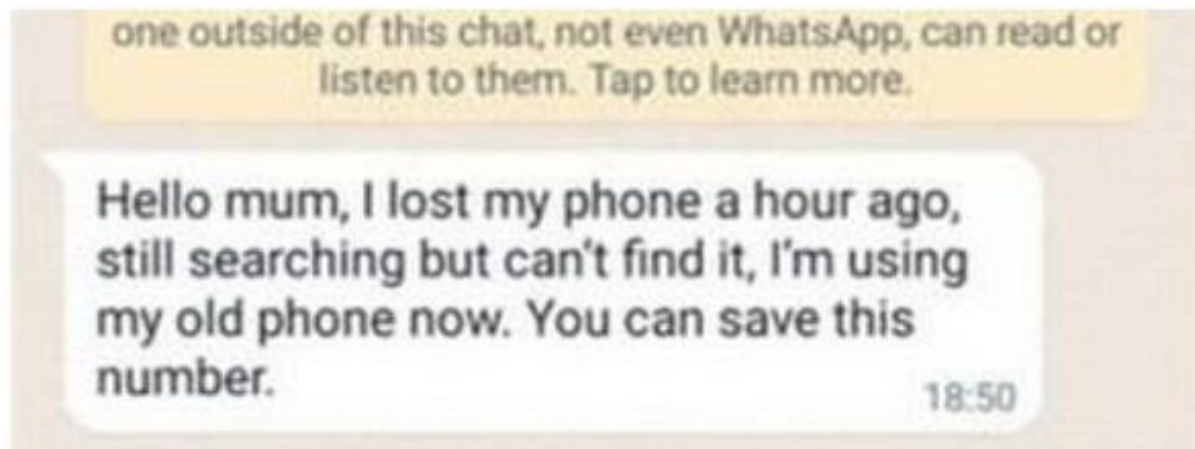 one outside of this chat, not even WhatsApp, can read or
listen to them. Tap to learn more.
Hello mum, I lost my phone a hour ago,
still searching but can't find it, I'm using
my old phone now. You can save this
number.
18:50